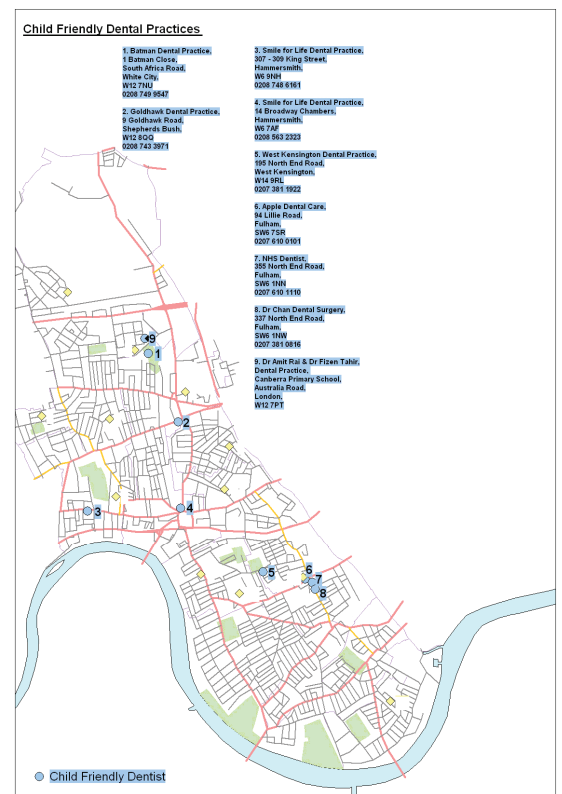 Child Friendly Dental Practices
1. Batman Dental Practice,
1 Batman Close,
South Africa Road,
White City,
W12 7NU
0208 749 9547
2. Goldhawk Dental Practice,
9 Goldhawk Road,
Shepherds Bush,
W12 8QQ
0208 743 3971
3. Smile for Life Dental Practice,
307 - 309 King Street,
Hammersmith,
W6 9NH
0208 748 6161
4. Smile for Life Dental Practice,
14 Broadway Chambers,
Hammersmith,
W6 7AF
0208 563 2323
5. West Kensington Dental Practice,
195 North End Road,
West Kensington,
W14 9RL
0207 381 1922
6. Apple Dental Care,
94 Lillie Road,
Fulham,
SW6 7SR
0207 610 0101
7. NHS Dentist,
355 North End Road,
Fulham,
SW6 1NN
0207 610 1110
8. Dr Chan Dental Surgery,
337 North End Road,
Fulham,
SW6 1NW
0207 381 0816
9. Dr Amit Rai & Dr Fizen Tahir,
Dental Practice,
Canberra Primary School,
Australia Road,
London,
W12 7PT
9
1
2
3
4
5
6
7
8
Child Friendly Dentist